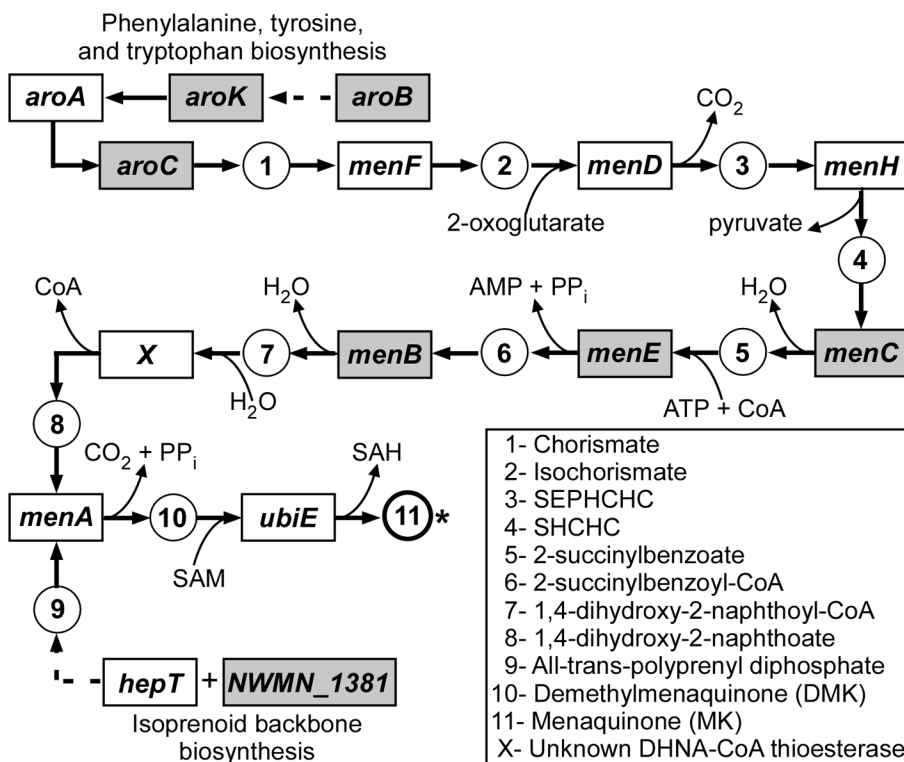 Phenylalanine, tyrosine,
and tryptophan biosynthesis
aroA aroK aroB
CO2
aroC 1 menF 2 menD 3 menH
2-oxoglutarate pyruvate
4
CoA H2O AMP + PPi H2O
X 7 menB 6 menE 5 menC
H2O ATP + CoA
8
CO2 + PPi SAH
menA 10 ubiE 11 *
SAM
9
hepT + NWMN_1381
Isoprenoid backbone
biosynthesis
1- Chorismate
2- Isochorismate
3- SEPHCHC
4- SHCHC
5- 2-succinylbenzoate
6- 2-succinylbenzoyl-CoA
7- 1,4-dihydroxy-2-naphthoyl-CoA
8- 1,4-dihydroxy-2-naphthoate
9- All-trans-polyprenyl diphosphate
10- Demethylmenaquinone (DMK)
11- Menaquinone (MK)
X- Unknown DHNA-CoA thioesterase